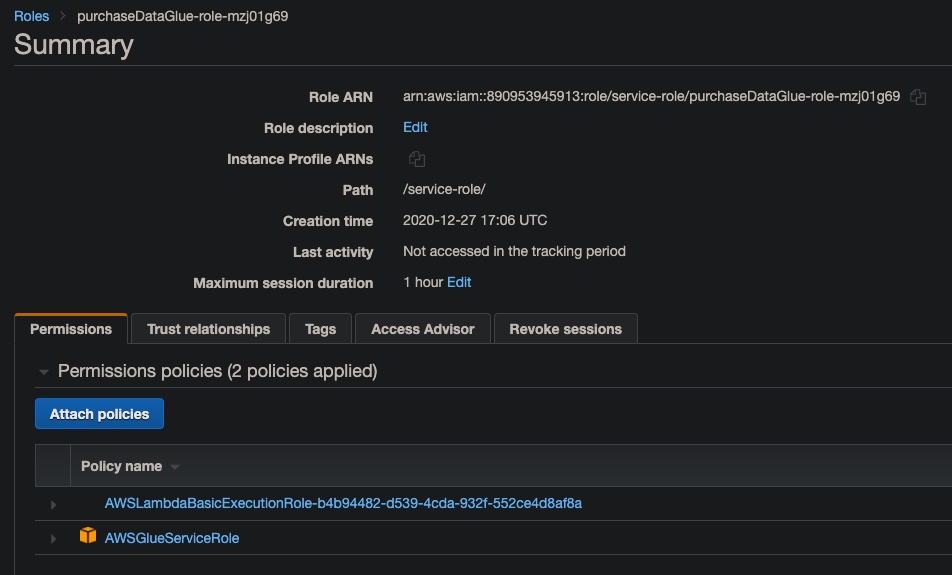 Roles > purchaseDataGlue-role-mzj01g69
Summary
Role ARN arn:aws:iam::890953945913:role/service-role/purchaseDataGlue-role-mzj01g69
Role description Edit
Instance Profile ARNs
Path /service-role/
Creation time 2020-12-27 17:06 UTC
Last activity Not accessed in the tracking period
Maximum session duration 1 hour Edit
Permissions Trust relationships Tags Access Advisor Revoke sessions
Permissions policies (2 policies applied)
Attach policies
Policy name
AWSLambdaBasicExecutionRole-b4b94482-d539-4cda-932f-552ce4d8af8a
AWSGlueServiceRole